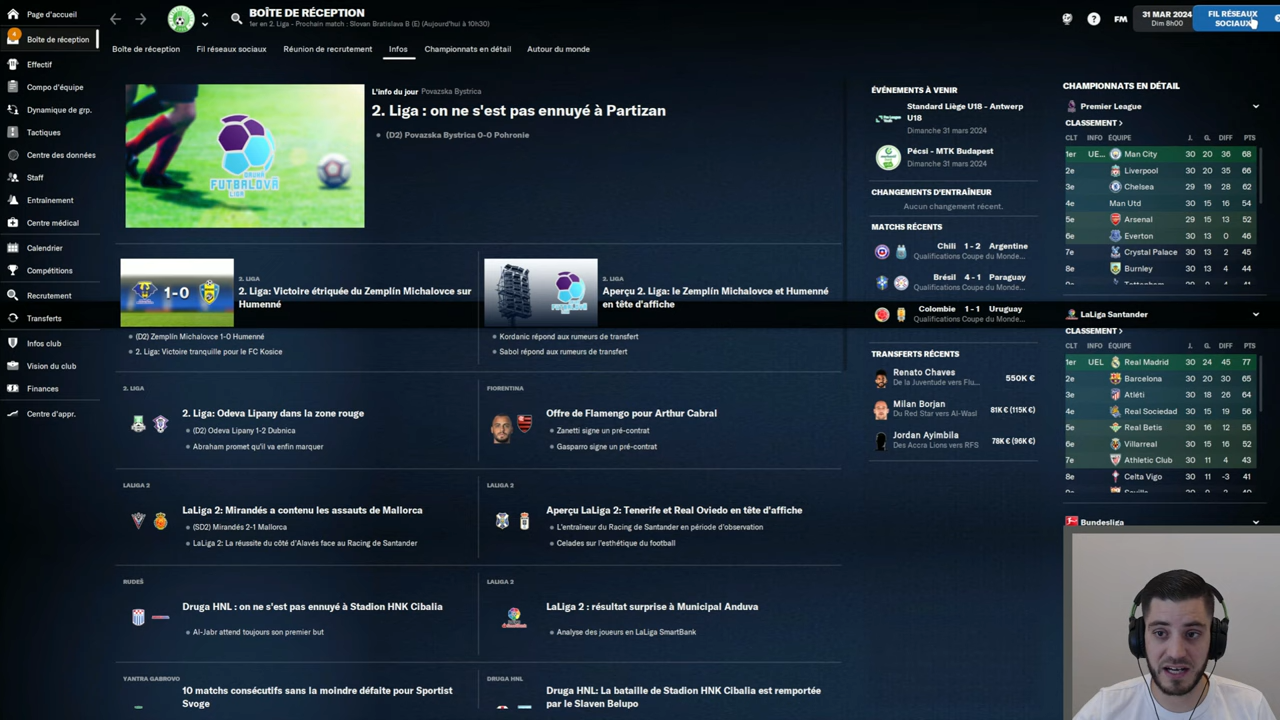 Page d'accueil
4
Boîte de réception
Effectif
Compo d'équipe
Dynamique de grp.
Tactiques
Centre des données
Staff
Entraînement
Centre médical
Calendrier
Compétitions
Recrutement
Transferts
Infos club
Vision du club
Finances
Centre d'appr.
BOÎTE DE RÉCEPTION
1er en 2. Liga - Prochain match : Slovan Bratislava B (E) (Aujourd'hui à 10h30)
FM
31 MAR 2024
Dim 8h00
FIL RÉSEAUX
SOCIAUX
Boîte de réception
Fil réseaux sociaux
Réunion de recrutement
Infos
Championnats en détail
Autour du monde
L'info du jour Povazska Bystrica
2. Liga : on ne s'est pas ennuyé à Partizan
(D2) Povazska Bystrica 0-0 Pohronie
DRUHÁ
FUTBALOVÁ
LIGA
1-0
2. LIGA
2. Liga: Victoire étriquée du Zemplín Michalovce sur
Humenné
(D2) Zemplín Michalovce 1-0 Humenné
2. Liga: Victoire tranquille pour le FC Kosice
2. LIGA
Aperçu 2. Liga: le Zemplín Michalovce et Humenné
en tête d'affiche
Kordanic répond aux rumeurs de transfert
Sabol répond aux rumeurs de transfert
2. LIGA
2. Liga: Odeva Lipany dans la zone rouge
(D2) Odeva Lipany 1-2 Dubnica
Abraham promet qu'il va enfin marquer
FIORENTINA
Offre de Flamengo pour Arthur Cabral
Zanetti signe un pré-contrat
Gasparro signe un pré-contrat
LALIGA 2
LaLiga 2: Mirandés a contenu les assauts de Mallorca
(SD2) Mirandés 2-1 Mallorca
LaLiga 2: La réussite du côté d'Alavés face au Racing de Santander
LALIGA 2
Aperçu LaLiga 2: Tenerife et Real Oviedo en tête d'affiche
L'entraîneur du Racing de Santander en période d'observation
Celades sur l'esthétique du football
RUDEŠ
Druga HNL : on ne s'est pas ennuyé à Stadion HNK Cibalia
Al-Jabr attend toujours son premier but
LALIGA 2
LaLiga 2 : résultat surprise à Municipal Anduva
Analyse des joueurs en LaLiga SmartBank
YANTRA GABROVO
10 matchs consécutifs sans la moindre défaite pour Sportist
Svoge
DRUGA HNL
Druga HNL: La bataille de Stadion HNK Cibalia est remportée
par le Slaven Belupo
ÉVÉNEMENTS À VENIR
Standard Liège U18 - Antwerp
U18
Dimanche 31 mars 2024
Pécsi - MTK Budapest
Dimanche 31 mars 2024
CHANGEMENTS D'ENTRAÎNEUR
Aucun changement récent.
MATCHS RÉCENTS
Chili 1 - 2 Argentine
Qualifications Coupe du Monde...
Brésil 4 - 1 Paraguay
Qualifications Coupe du Monde...
Colombie 1 - 1 Uruguay
Qualifications Coupe du Monde...
TRANSFERTS RÉCENTS
Renato Chaves
De la Juventude vers Flu...
550K €
Milan Borjan
Du Red Star vers Al-Wasl
81K € (115K €)
Jordan Ayimbila
Des Accra Lions vers RFS
78K € (96K €)
CHAMPIONNATS EN DÉTAIL
Premier League
CLASSEMENT >
CLT INFO ÉQUIPE J. G. DIFF PTS
1er UE... Man City 30 20 36 68
2e Liverpool 30 20 35 66
3e Chelsea 29 19 28 62
4e Man Utd 30 15 16 54
5e Arsenal 29 15 13 52
6e Everton 30 13 0 46
7e Crystal Palace 30 13 2 45
8e Burnley 30 13 4 44
LaLiga Santander
CLASSEMENT >
CLT INFO ÉQUIPE J. G. DIFF PTS
1er UEL Real Madrid 30 24 45 77
2e Barcelona 30 20 30 65
3e Atléti 30 18 26 64
4e Real Sociedad 30 15 19 56
5e Real Betis 30 16 12 55
6e Villarreal 30 15 16 52
7e Athletic Club 30 11 4 43
8e Celta Vigo 30 11 -3 41
Bundesliga